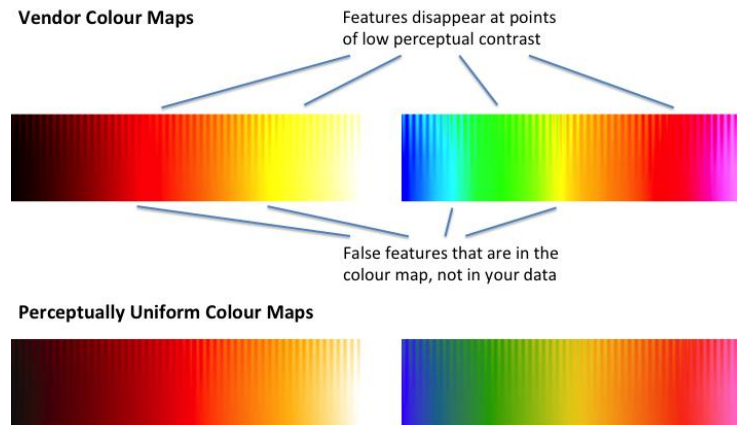 Vendor Colour Maps
Features disappear at points
of low perceptual contrast
False features that are in the
colour map, not in your data
Perceptually Uniform Colour Maps